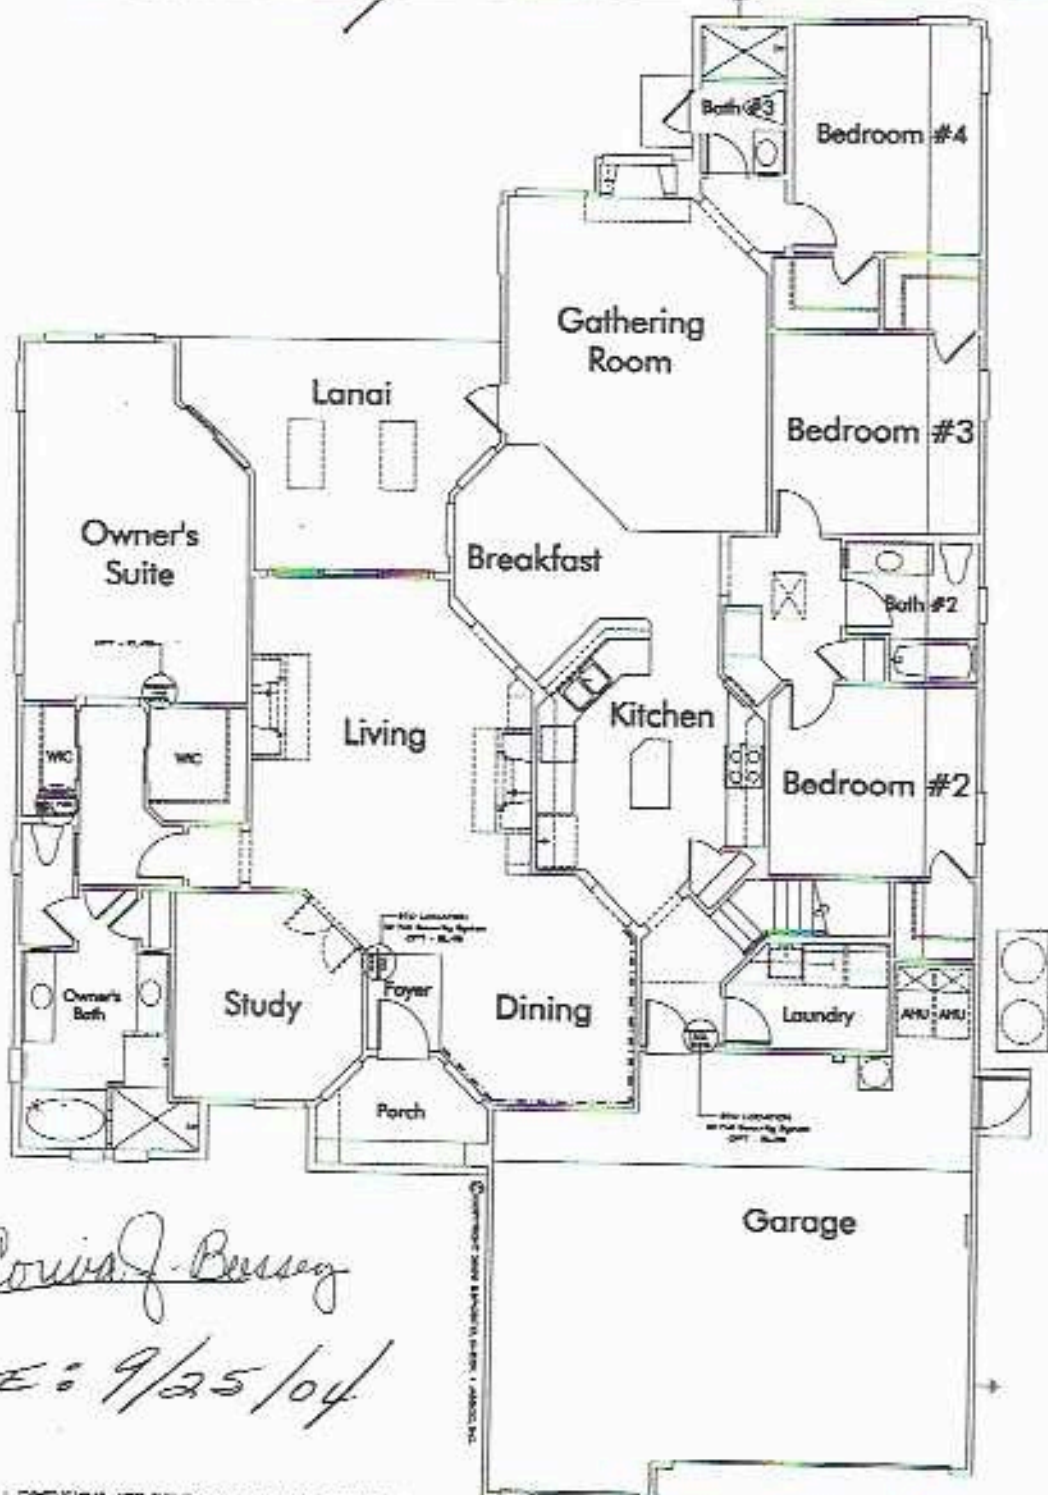 Bath #3
Bedroom #4
Gathering
Room
Lanai
Bedroom #3
Owner's
Suite
Breakfast
Bath #2
Living
Kitchen
WIC
WIC
Bedroom #2
Study
Foyer
Dining
Owner's
Bath
Laundry
AHU
AHU
Porch
Garage
J. Bussey
E: 9/25/04